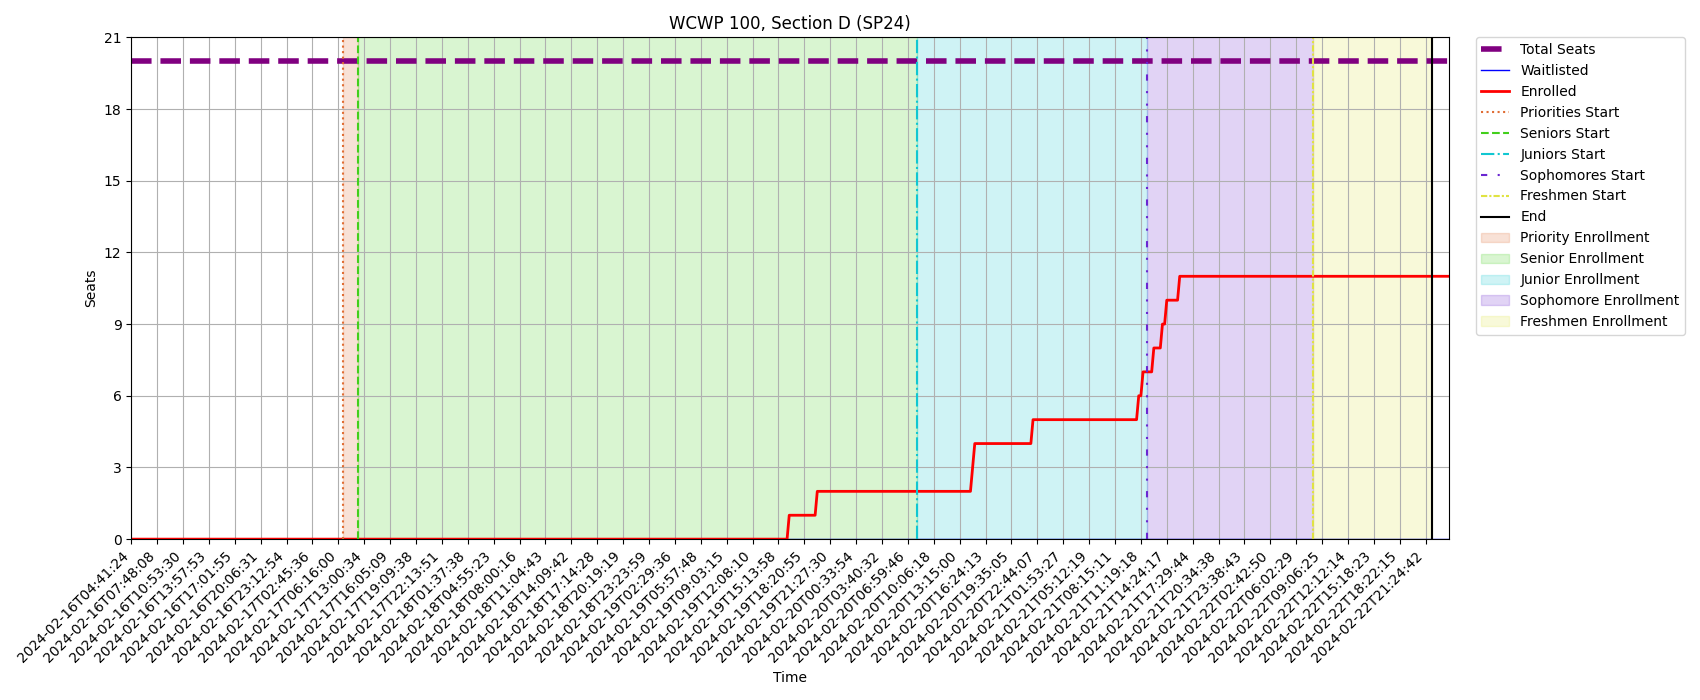 WCWP 100, Section D (SP24)
21
18
15
12
9
6
3
0
Seats
2024-02-16T04:41:24
2024-02-16T07:48:08
2024-02-16T10:53:30
2024-02-16T13:57:53
2024-02-16T17:01:55
2024-02-16T20:06:31
2024-02-16T23:12:54
2024-02-17T02:45:36
2024-02-17T06:16:00
2024-02-17T13:00:34
2024-02-17T16:05:09
2024-02-17T19:09:38
2024-02-17T22:13:51
2024-02-18T01:37:38
2024-02-18T04:55:23
2024-02-18T08:00:16
2024-02-18T11:04:43
2024-02-18T14:09:42
2024-02-18T17:14:28
2024-02-18T20:19:19
2024-02-18T23:23:59
2024-02-19T02:29:36
2024-02-19T05:57:48
2024-02-19T09:03:15
2024-02-19T12:08:10
2024-02-19T15:13:58
2024-02-19T18:20:55
2024-02-19T21:27:30
2024-02-20T00:33:54
2024-02-20T03:40:32
2024-02-20T06:59:46
2024-02-20T10:06:18
2024-02-20T13:15:00
2024-02-20T16:24:13
2024-02-20T19:35:05
2024-02-20T22:44:07
2024-02-21T01:53:27
2024-02-21T05:12:19
2024-02-21T08:15:11
2024-02-21T11:19:18
2024-02-21T14:24:17
2024-02-21T17:29:44
2024-02-21T20:34:38
2024-02-21T23:38:43
2024-02-22T02:42:50
2024-02-22T06:02:29
2024-02-22T09:06:25
2024-02-22T12:12:14
2024-02-22T15:18:23
2024-02-22T18:22:15
2024-02-22T21:24:42
Time
Total Seats
Waitlisted
Enrolled
Priorities Start
Seniors Start
Juniors Start
Sophomores Start
Freshmen Start
End
Priority Enrollment
Senior Enrollment
Junior Enrollment
Sophomore Enrollment
Freshmen Enrollment